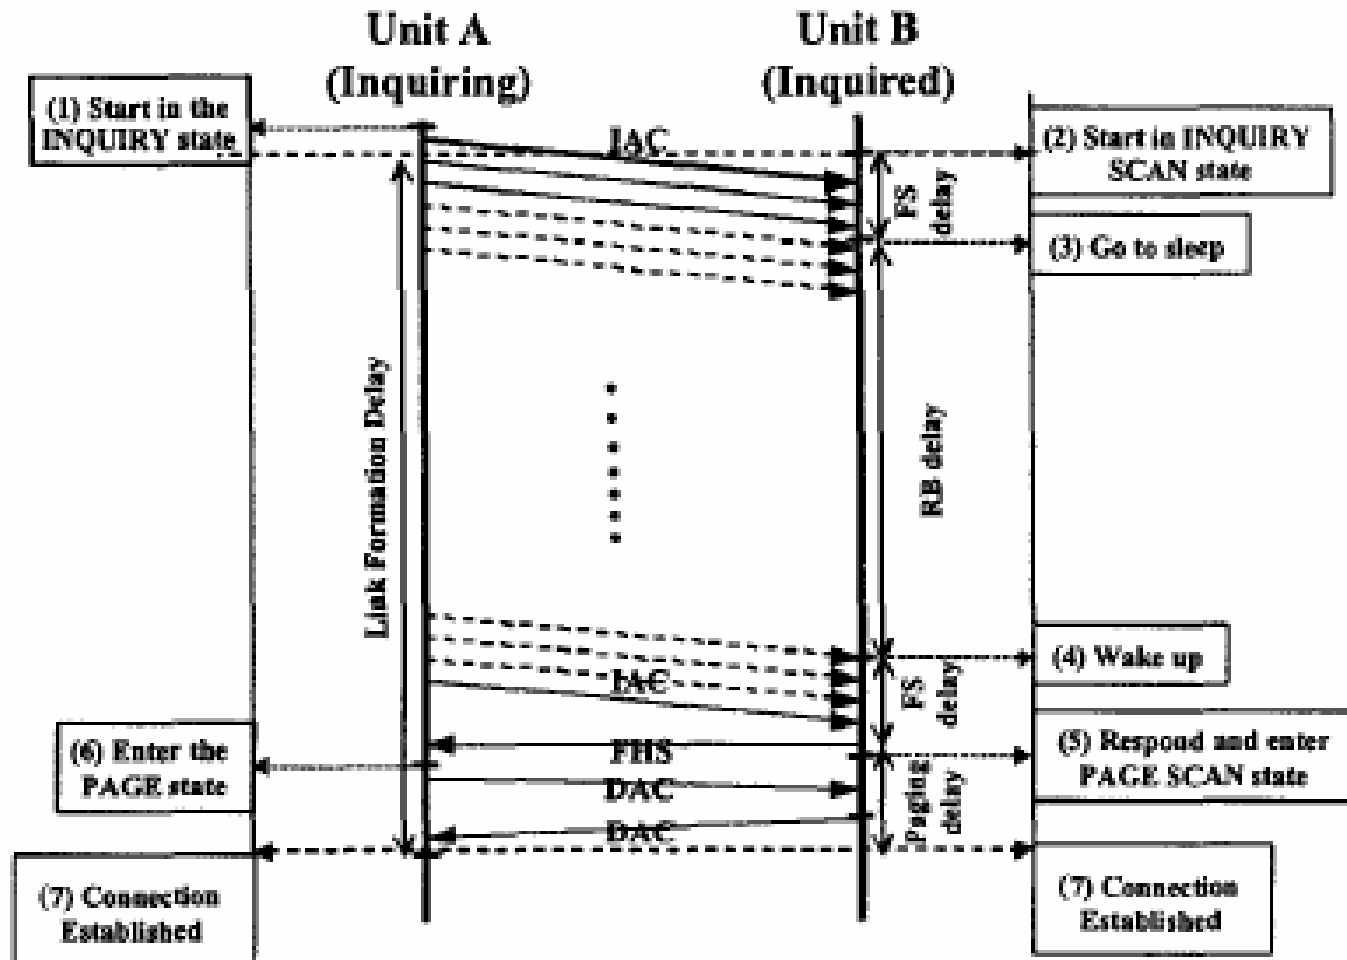 Unit A
(Inquiring)
Unit B
(Inquired)
(1) Start in the
INQUIRY state
IAC
(2) Start in INQUIRY
SCAN state
FS
delay
(3) Go to sleep
Link Formation Delay
RB delay
(4) Wake up
IAC
FS
delay
(5) Respond and enter
PAGE SCAN state
(6) Enter the
PAGE state
FHS
DAC
Paging
delay
DAC
(7) Connection
Established
(7) Connection
Established